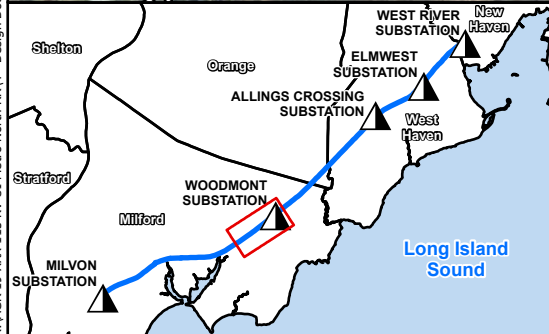 WEST RIVER
SUBSTATION
New
Haven
Shelton
Orange
ELMWEST
SUBSTATION
ALLINGS CROSSING
SUBSTATION
West
Haven
Stratford
WOODMONT
SUBSTATION
Milford
Long Island
Sound
MILVON
SUBSTATION